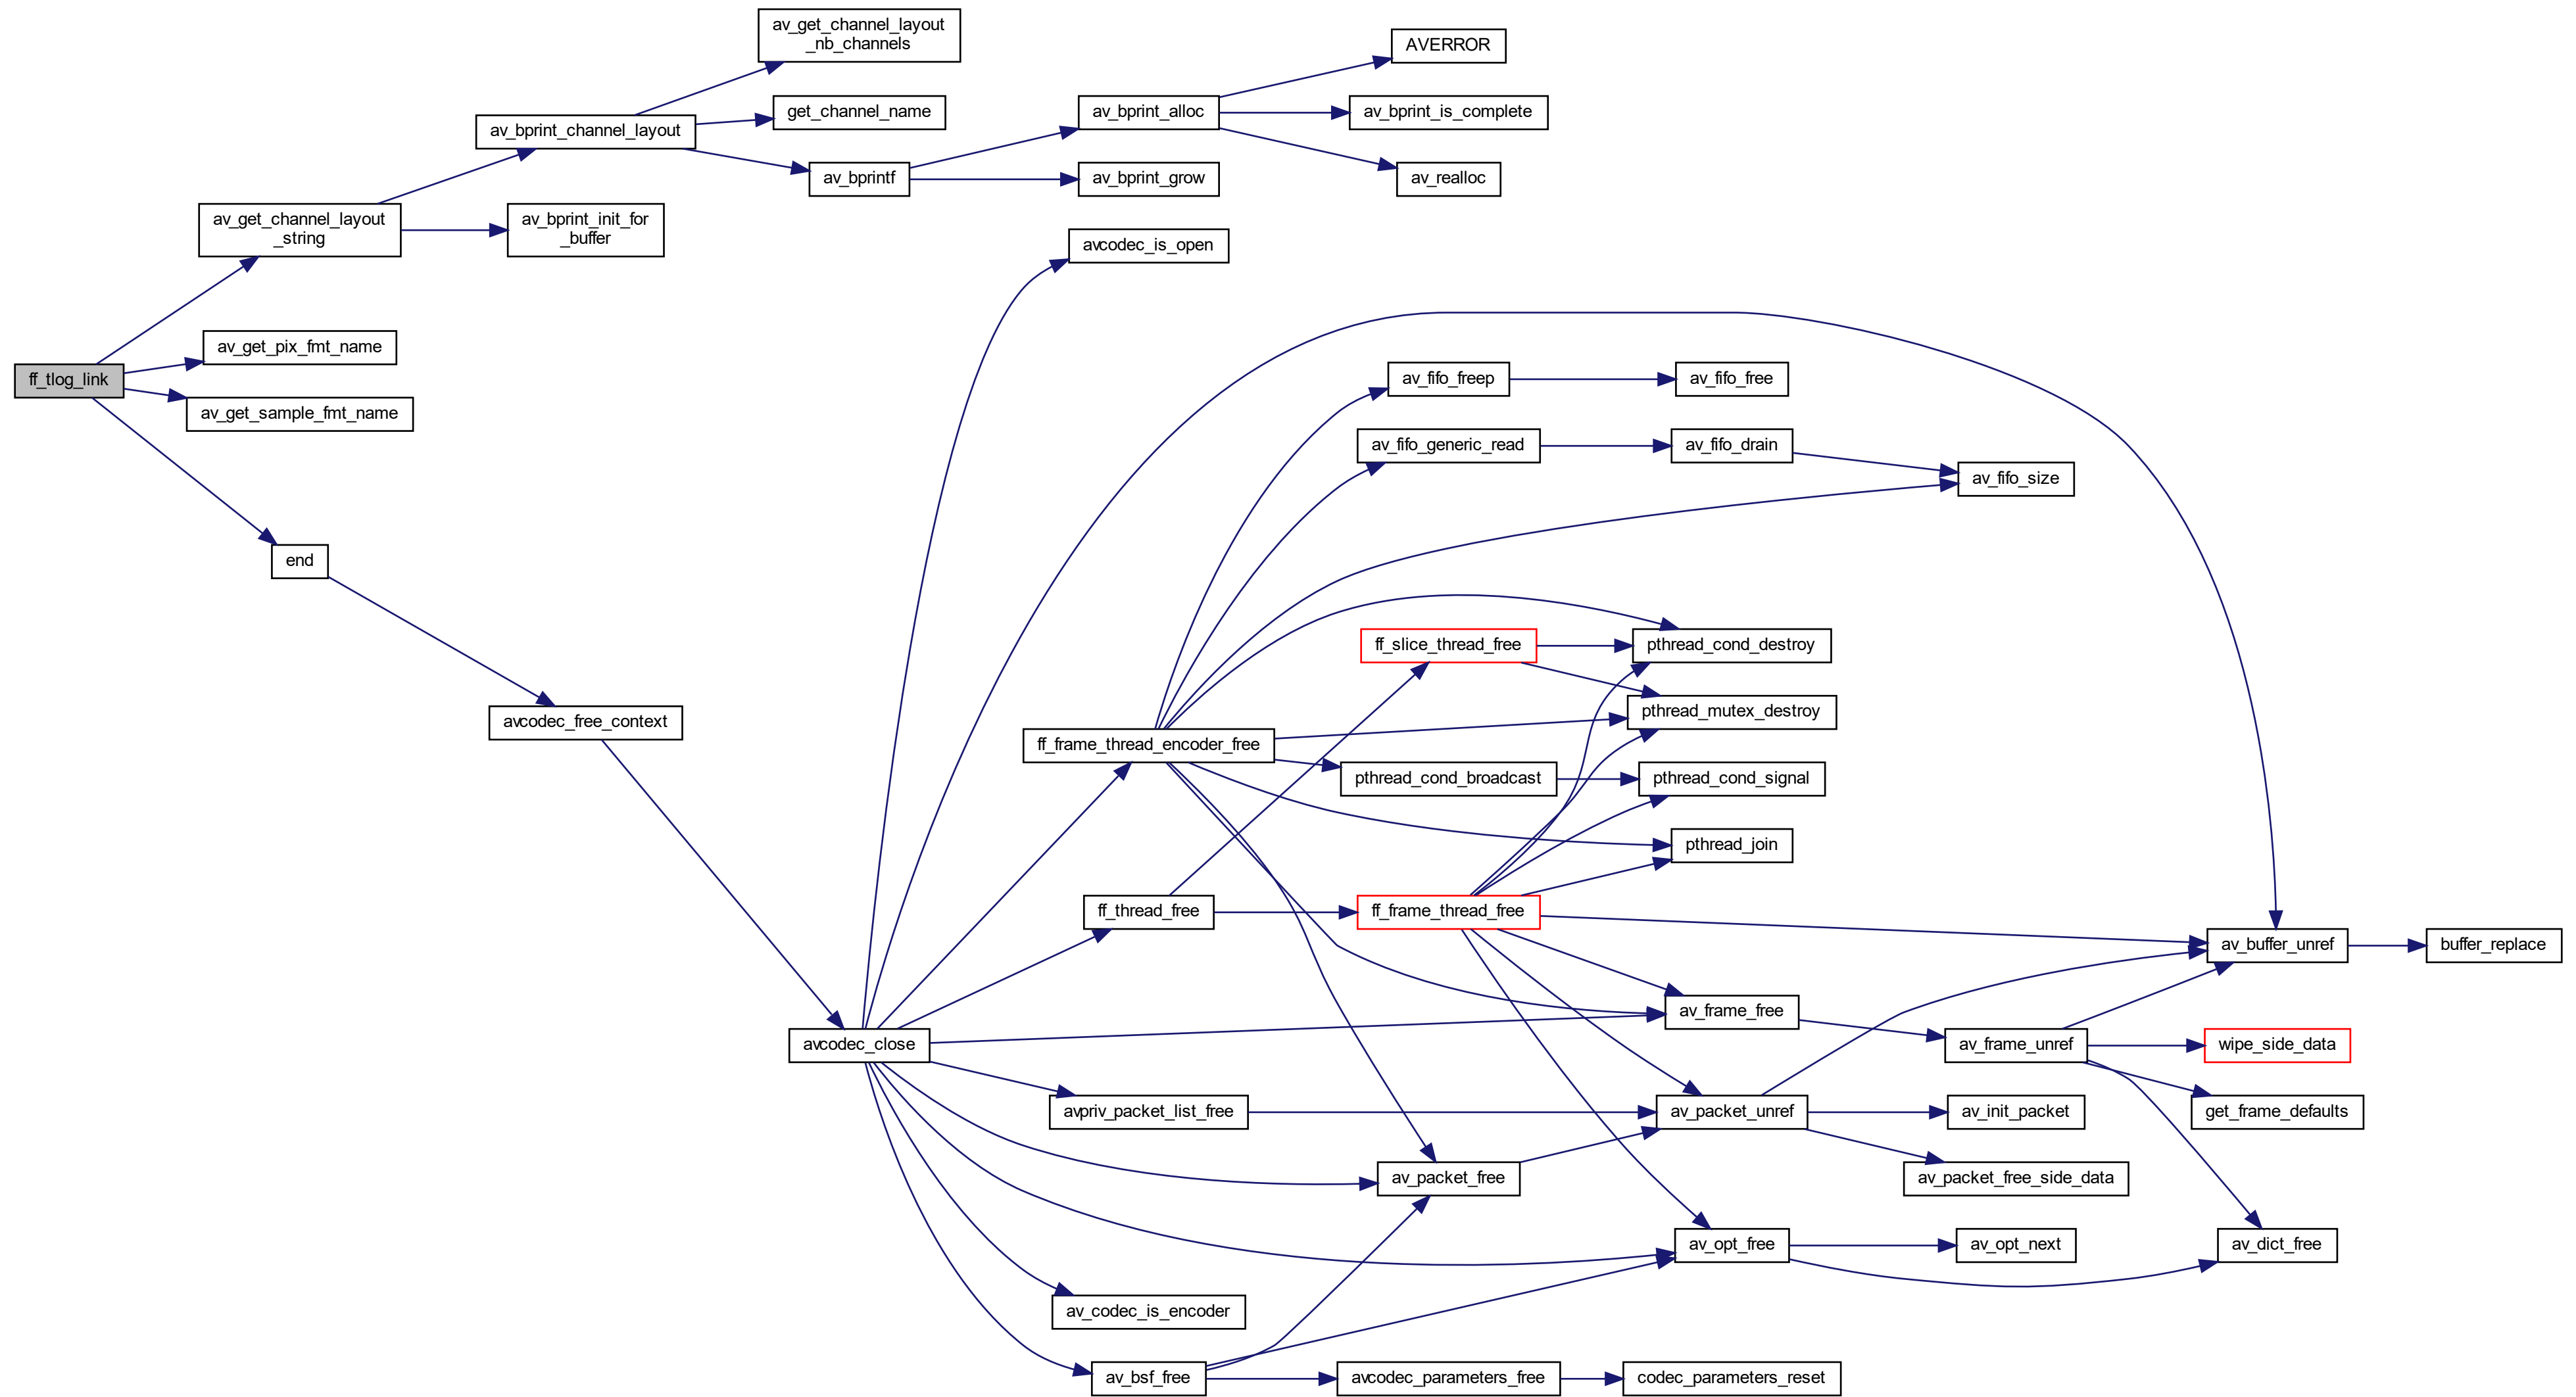 av_get_channel_layout
_nb_channels
AVERROR
get_channel_name
av_bprint_alloc
av_bprint_is_complete
av_bprint_channel_layout
av_bprintf
av_bprint_grow
av_realloc
av_get_channel_layout
_string
av_bprint_init_for
_buffer
avcodec_is_open
av_get_pix_fmt_name
ff_tlog_link
av_get_sample_fmt_name
av_fifo_freep
av_fifo_free
av_fifo_generic_read
av_fifo_drain
av_fifo_size
end
ff_slice_thread_free
pthread_cond_destroy
avcodec_free_context
pthread_mutex_destroy
ff_frame_thread_encoder_free
pthread_cond_broadcast
pthread_cond_signal
pthread_join
ff_thread_free
ff_frame_thread_free
av_buffer_unref
buffer_replace
av_frame_free
avcodec_close
av_frame_unref
wipe_side_data
avpriv_packet_list_free
av_packet_unref
av_init_packet
get_frame_defaults
av_packet_free
av_packet_free_side_data
av_opt_free
av_opt_next
av_dict_free
av_codec_is_encoder
av_bsf_free
avcodec_parameters_free
codec_parameters_reset